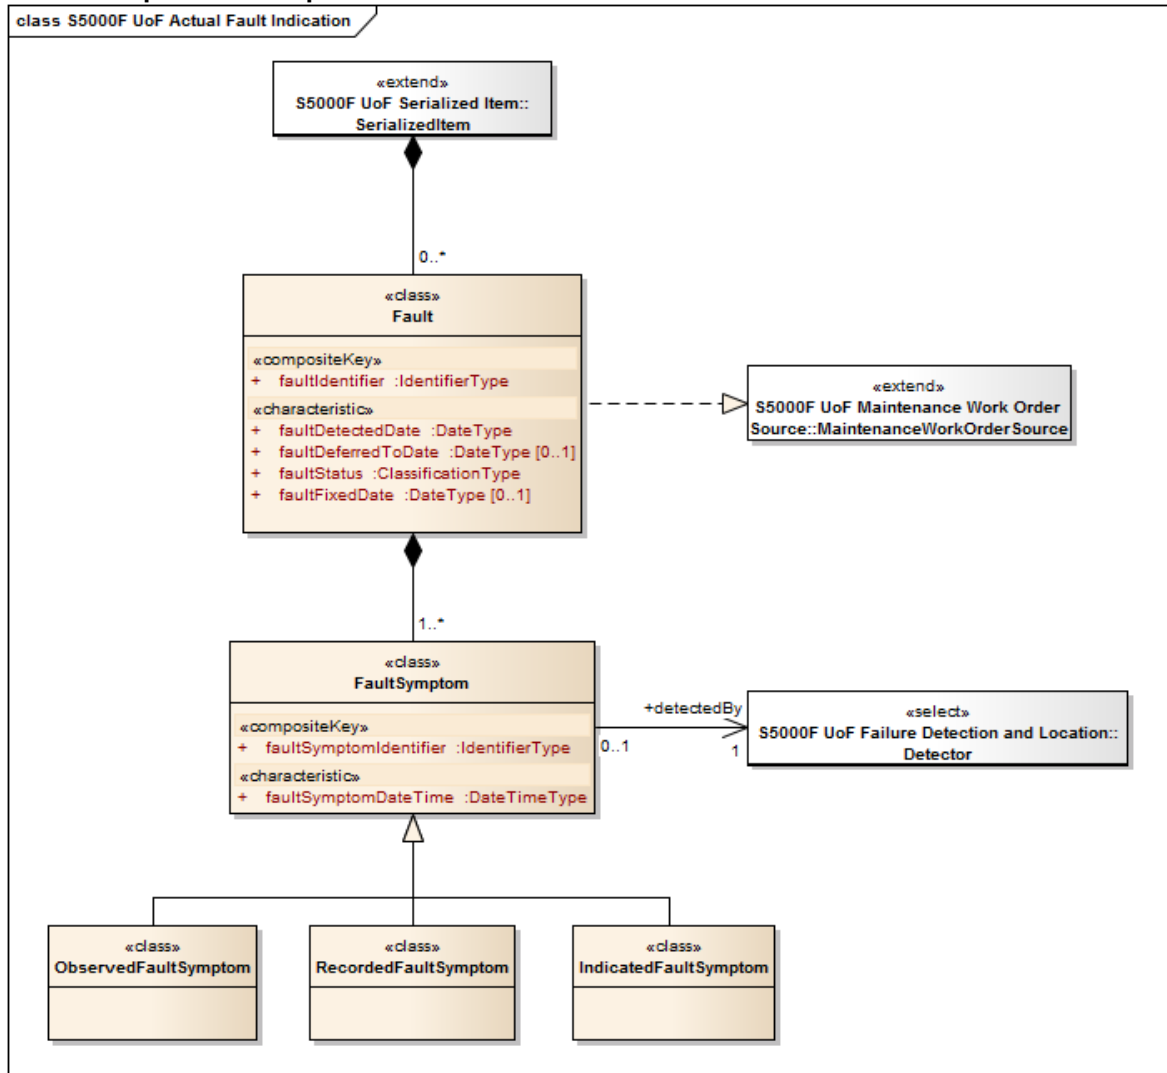 class S5000F UoF Actual Fault Indication
«extend»
S5000F UoF Serialized Item::
SerializedItem
0..*
«class»
Fault
«compositeKey»
+ faultIdentifier :IdentifierType
«characteristic»
+ faultDetectedDate :DateType
+ faultDeferredToDate :DateType [0..1]
+ faultStatus :ClassificationType
+ faultFixedDate :DateType [0..1]
«extend»
S5000F UoF Maintenance Work Order
Source::MaintenanceWorkOrderSource
1..*
«class»
FaultSymptom
«compositeKey»
+ faultSymptomIdentifier :IdentifierType
«characteristic»
+ faultSymptomDateTime :DateTimeType
+detectedBy
0..1
1
«select»
S5000F UoF Failure Detection and Location::
Detector
«class»
ObservedFaultSymptom
«class»
RecordedFaultSymptom
«class»
IndicatedFaultSymptom